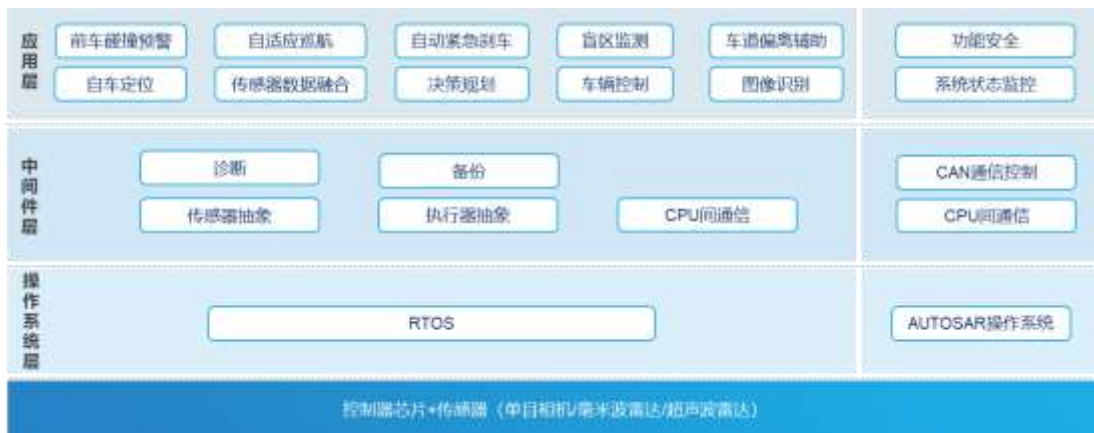 应用层
前车碰撞预警 自适应巡航 自动紧急刹车 盲区监测 车道偏离辅助 功能安全
自车定位 传感器数据融合 决策规划 车辆控制 图像识别 系统状态监控
中间件层
诊断 备份 CAN通信控制
传感器抽象 执行器抽象 CPU间通信 CPU间通信
操作系统层
RTOS AUTOSAR操作系统
控制器芯片+传感器（单目相机/毫米波雷达/超声波雷达）